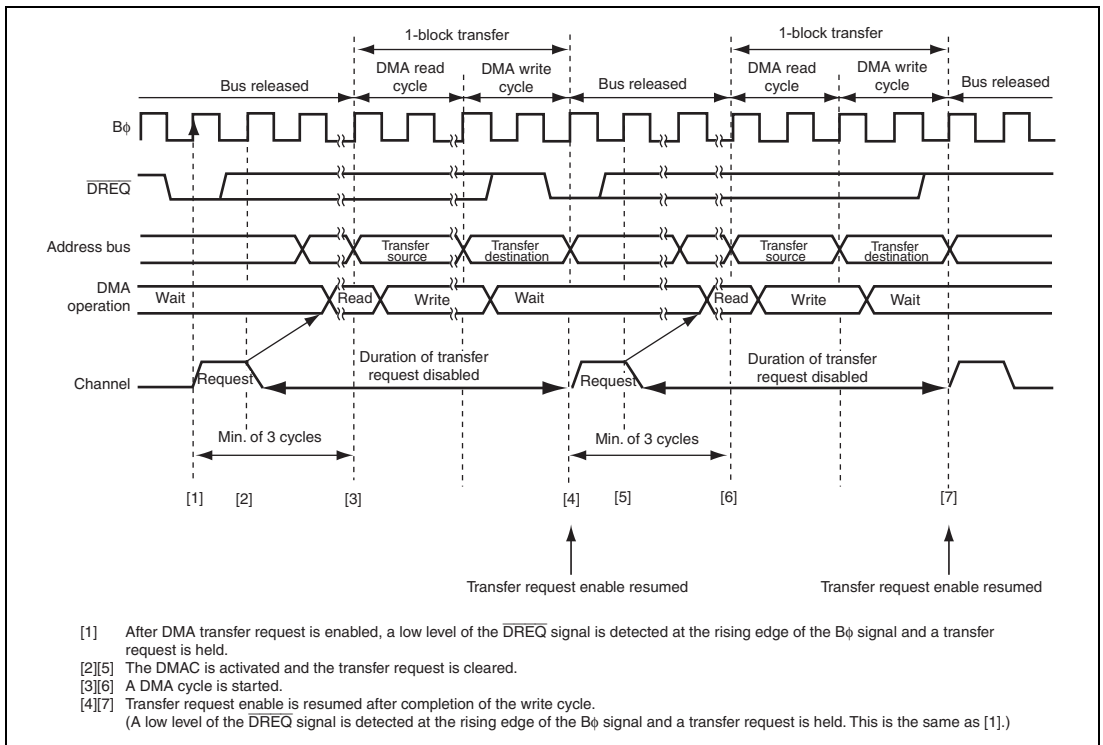 1-block transfer 1-block transfer
Bus released DMA read cycle DMA write cycle Bus released DMA read cycle DMA write cycle Bus released
Bφ
DREQ
Address bus Transfer source Transfer destination Transfer source Transfer destination
DMA operation Wait Read Write Wait Read Write Wait
Channel Request Duration of transfer request disabled Request Duration of transfer request disabled
Min. of 3 cycles Min. of 3 cycles
[1] [2] [3] [4] [5] [6] [7]
Transfer request enable resumed Transfer request enable resumed
[1] After DMA transfer request is enabled, a low level of the DREQ signal is detected at the rising edge of the Bφ signal and a transfer
request is held.
[2][5] The DMAC is activated and the transfer request is cleared.
[3][6] A DMA cycle is started.
[4][7] Transfer request enable is resumed after completion of the write cycle.
(A low level of the DREQ signal is detected at the rising edge of the Bφ signal and a transfer request is held. This is the same as [1].)